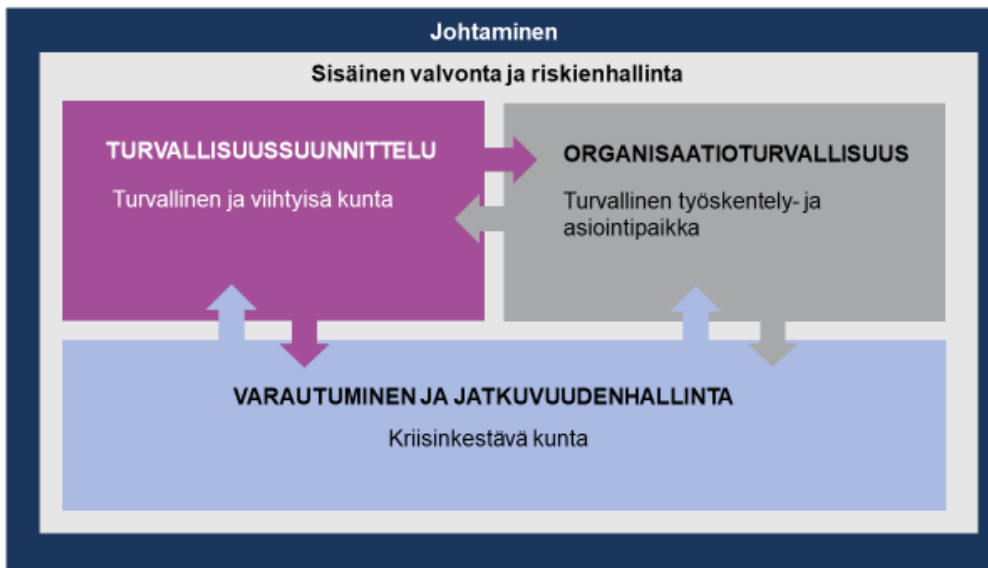 Johtaminen
Sisäinen valvonta ja riskienhallinta
TURVALLISUUSSUUNNITTELU
Turvallinen ja viihtyisä kunta
ORGANISAATIOTURVALLISUUS
Turvallinen työskentely- ja
asiointipaikka
VARAUTUMINEN JA JATKUVUUDENHALLINTA
Kriisinkestävä kunta